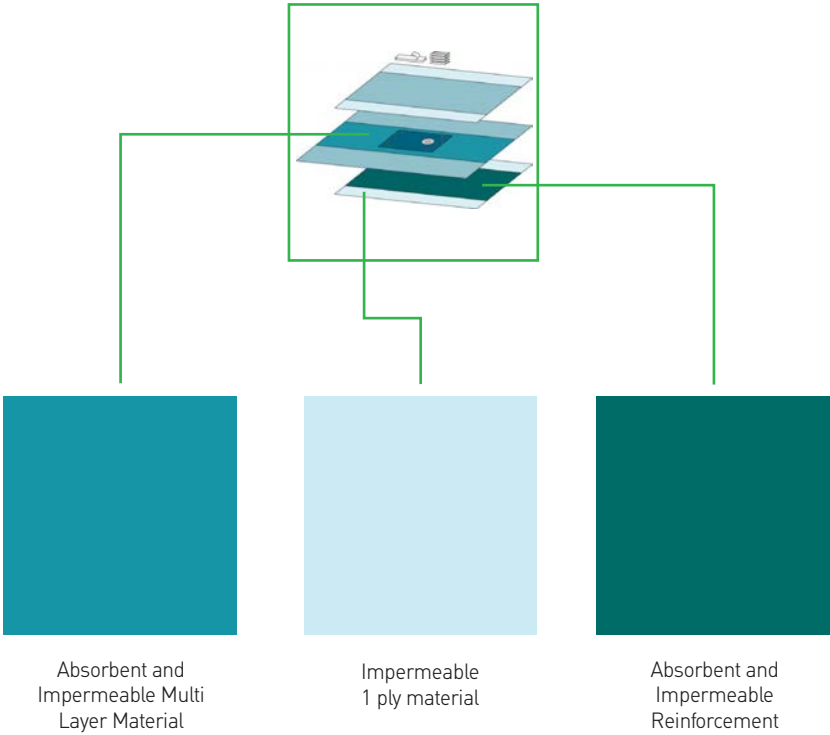 Absorbent and
Impermeable Multi
Layer Material
Impermeable
1 ply material
Absorbent and
Impermeable
Reinforcement